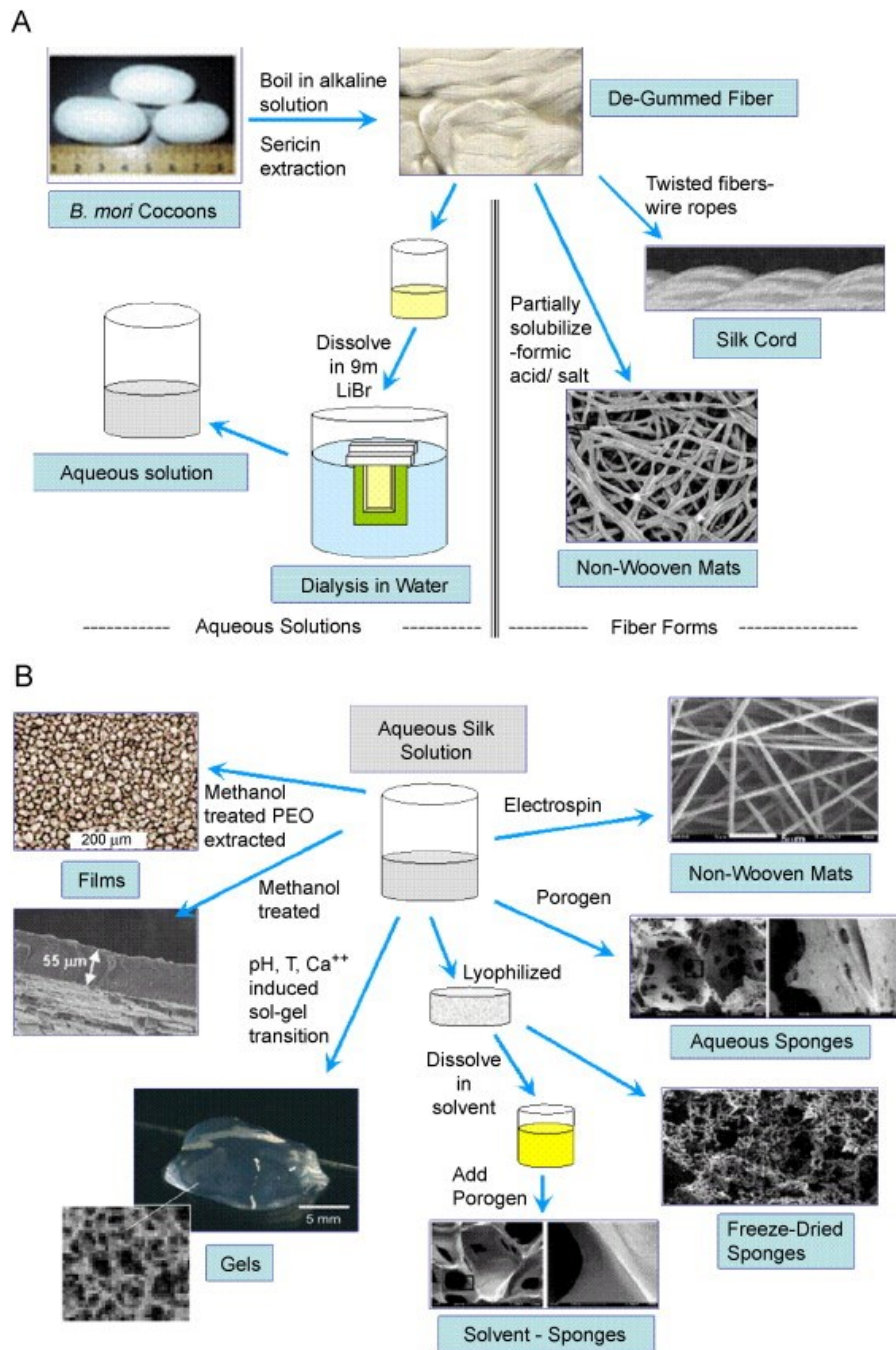 A
Boil in alkaline
solution
Sericin
extraction
De-Gummed Fiber
B. mori Cocoons
Twisted fibers-
wire ropes
Partially
solubilize
-formic
acid/ salt
Silk Cord
Dissolve
in 9m
LiBr
Aqueous solution
Non-Wooven Mats
Dialysis in Water
Aqueous Solutions
Fiber Forms
B
Aqueous Silk
Solution
Methanol
treated PEO
extracted
200 µm
Films
Electrospin
Non-Wooven Mats
Methanol
treated
Porogen
55 µm
pH, T, Ca++
induced
sol-gel
transition
Lyophilized
Aqueous Sponges
Dissolve
in
solvent
Add
Porogen
5 mm
Freeze-Dried
Sponges
Gels
Solvent - Sponges